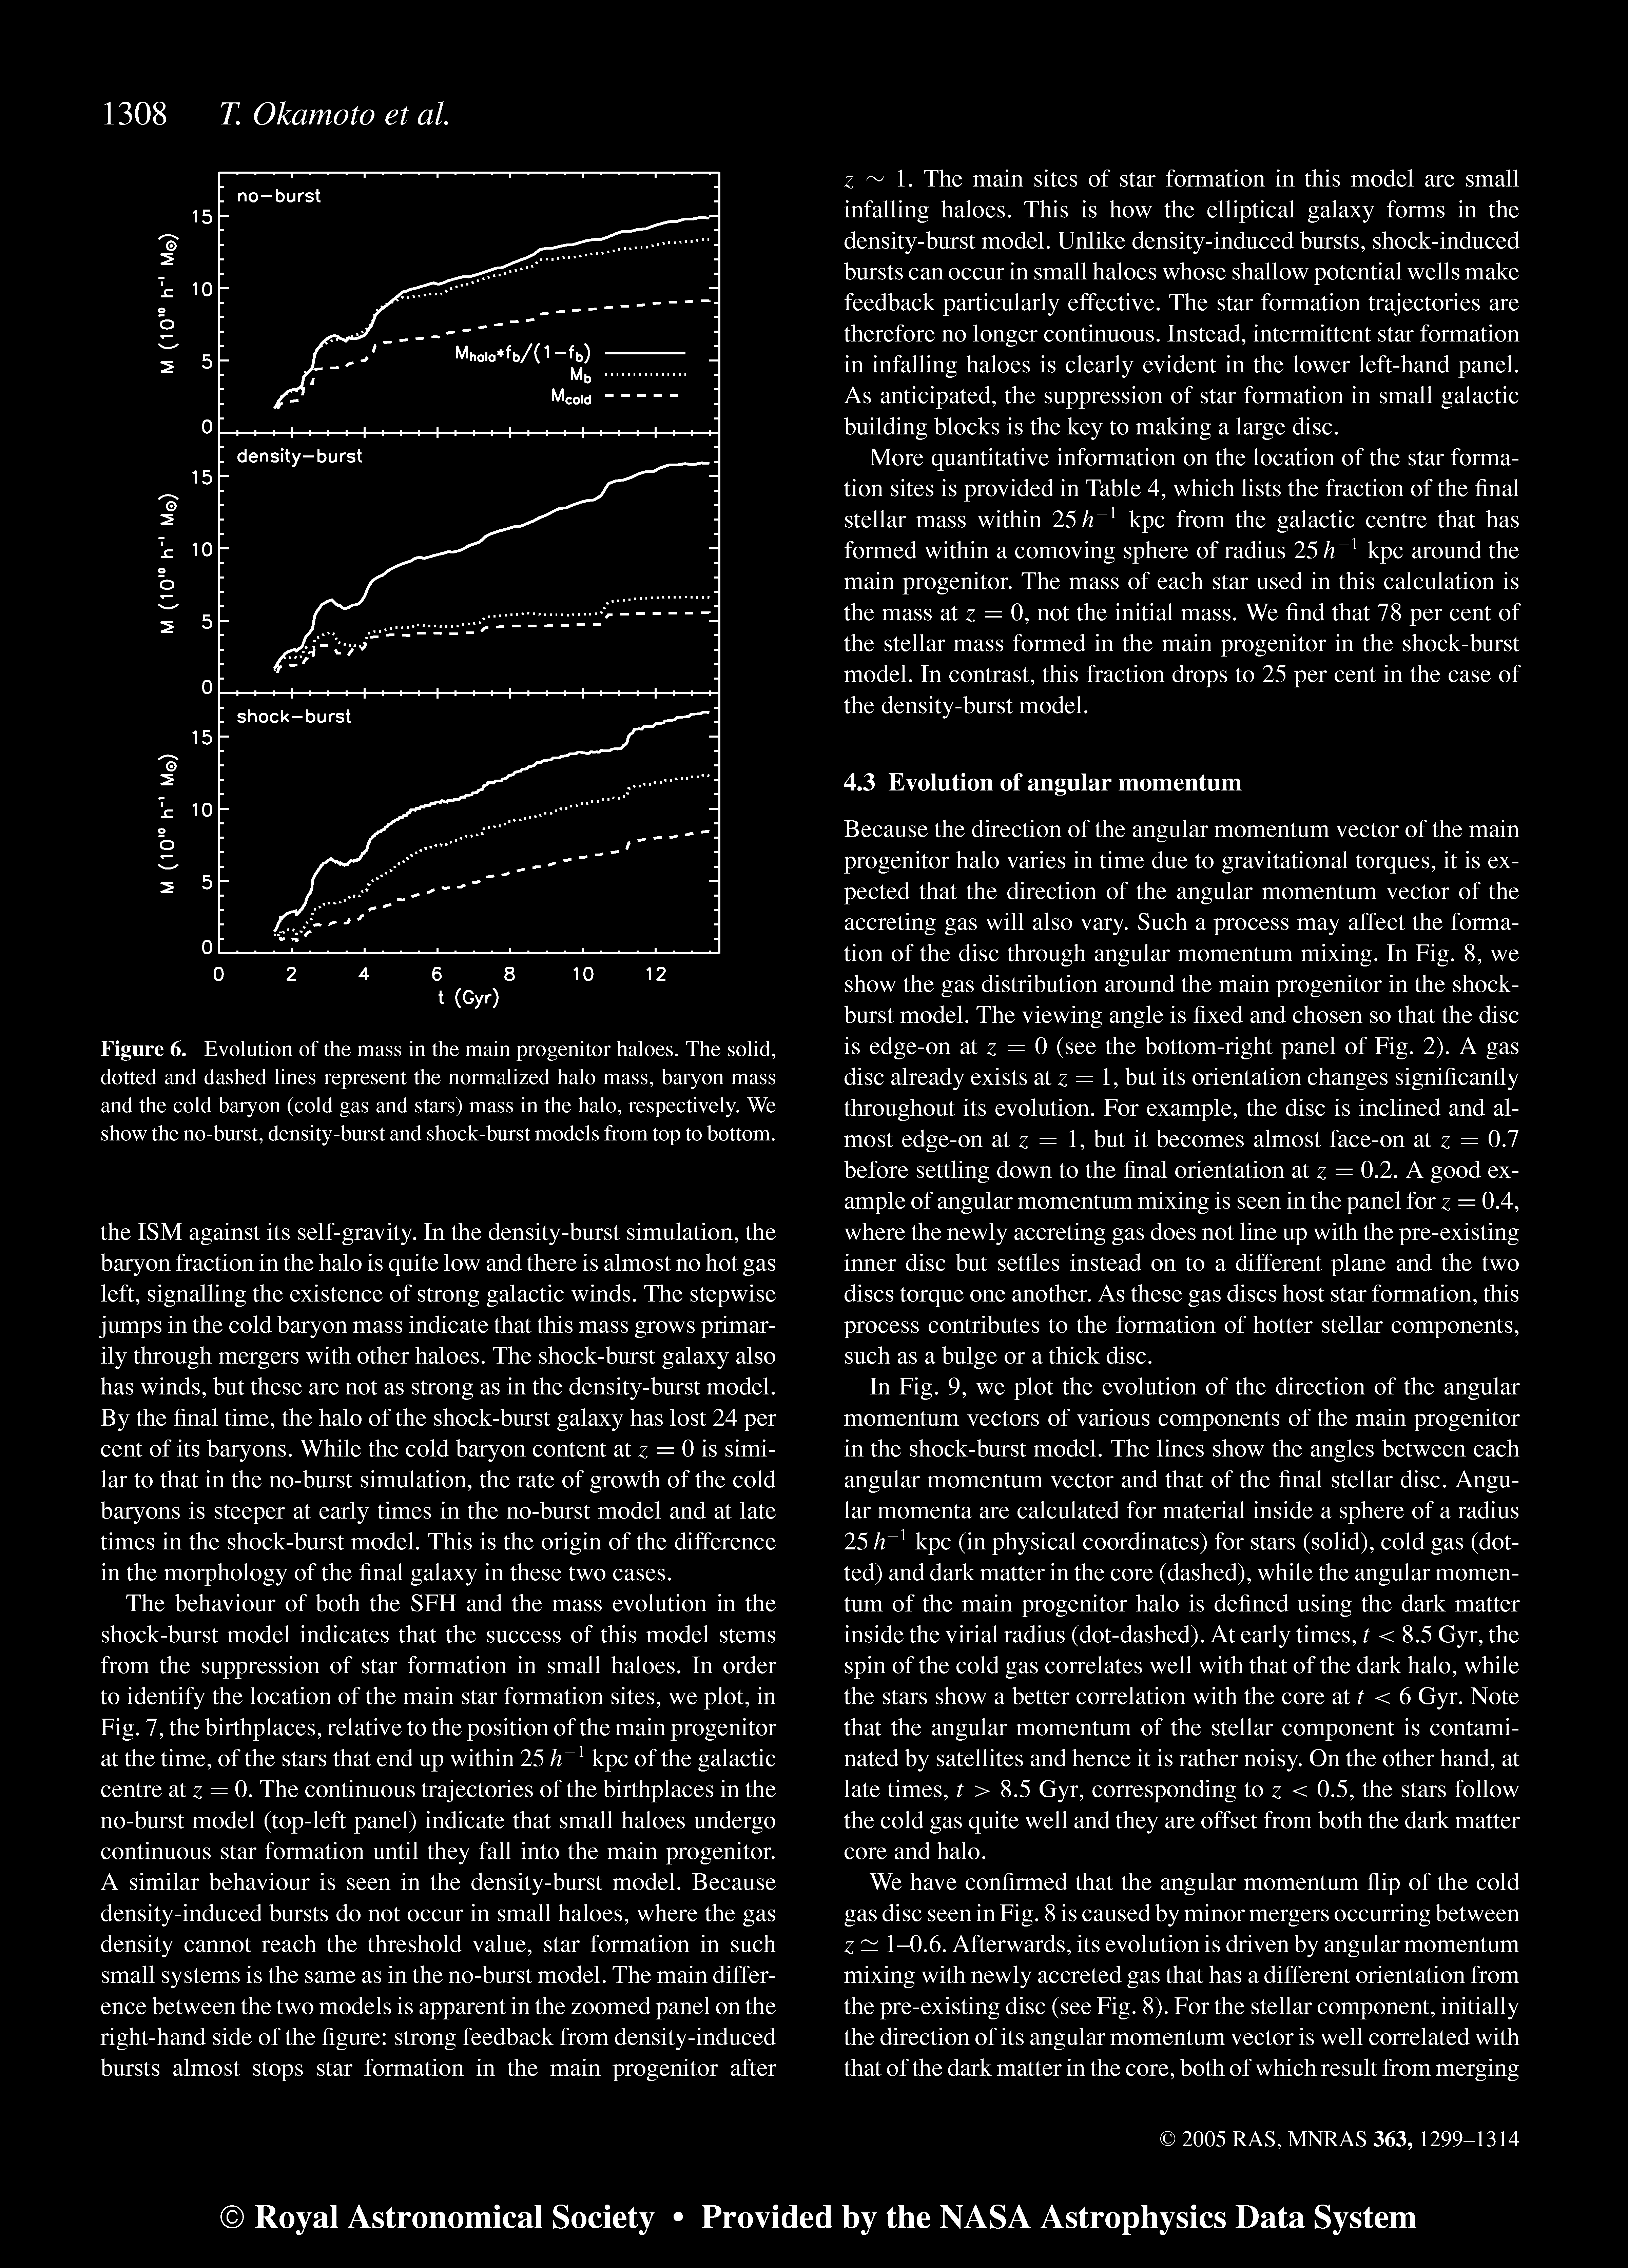 1308 T. Okamoto et al.
no-burst
15
10
5
0
M (10¹⁰ h⁻¹ M⊙)
Mhalo*fb/(1-fb)
Mb
Mcold
density-burst
15
10
5
0
M (10¹⁰ h⁻¹ M⊙)
shock-burst
15
10
5
0
M (10¹⁰ h⁻¹ M⊙)
0 2 4 6 8 10 12
t (Gyr)
Figure 6. Evolution of the mass in the main progenitor haloes. The solid,
dotted and dashed lines represent the normalized halo mass, baryon mass
and the cold baryon (cold gas and stars) mass in the halo, respectively. We
show the no-burst, density-burst and shock-burst models from top to bottom.
the ISM against its self-gravity. In the density-burst simulation, the
baryon fraction in the halo is quite low and there is almost no hot gas
left, signalling the existence of strong galactic winds. The stepwise
jumps in the cold baryon mass indicate that this mass grows primar-
ily through mergers with other haloes. The shock-burst galaxy also
has winds, but these are not as strong as in the density-burst model.
By the final time, the halo of the shock-burst galaxy has lost 24 per
cent of its baryons. While the cold baryon content at z = 0 is simi-
lar to that in the no-burst simulation, the rate of growth of the cold
baryons is steeper at early times in the no-burst model and at late
times in the shock-burst model. This is the origin of the difference
in the morphology of the final galaxy in these two cases.
The behaviour of both the SFH and the mass evolution in the
shock-burst model indicates that the success of this model stems
from the suppression of star formation in small haloes. In order
to identify the location of the main star formation sites, we plot, in
Fig. 7, the birthplaces, relative to the position of the main progenitor
at the time, of the stars that end up within 25 h⁻¹ kpc of the galactic
centre at z = 0. The continuous trajectories of the birthplaces in the
no-burst model (top-left panel) indicate that small haloes undergo
continuous star formation until they fall into the main progenitor.
A similar behaviour is seen in the density-burst model. Because
density-induced bursts do not occur in small haloes, where the gas
density cannot reach the threshold value, star formation in such
small systems is the same as in the no-burst model. The main differ-
ence between the two models is apparent in the zoomed panel on the
right-hand side of the figure: strong feedback from density-induced
bursts almost stops star formation in the main progenitor after
z ∼ 1. The main sites of star formation in this model are small
infalling haloes. This is how the elliptical galaxy forms in the
density-burst model. Unlike density-induced bursts, shock-induced
bursts can occur in small haloes whose shallow potential wells make
feedback particularly effective. The star formation trajectories are
therefore no longer continuous. Instead, intermittent star formation
in infalling haloes is clearly evident in the lower left-hand panel.
As anticipated, the suppression of star formation in small galactic
building blocks is the key to making a large disc.
More quantitative information on the location of the star forma-
tion sites is provided in Table 4, which lists the fraction of the final
stellar mass within 25 h⁻¹ kpc from the galactic centre that has
formed within a comoving sphere of radius 25 h⁻¹ kpc around the
main progenitor. The mass of each star used in this calculation is
the mass at z = 0, not the initial mass. We find that 78 per cent of
the stellar mass formed in the main progenitor in the shock-burst
model. In contrast, this fraction drops to 25 per cent in the case of
the density-burst model.
4.3 Evolution of angular momentum
Because the direction of the angular momentum vector of the main
progenitor halo varies in time due to gravitational torques, it is ex-
pected that the direction of the angular momentum vector of the
accreting gas will also vary. Such a process may affect the forma-
tion of the disc through angular momentum mixing. In Fig. 8, we
show the gas distribution around the main progenitor in the shock-
burst model. The viewing angle is fixed and chosen so that the disc
is edge-on at z = 0 (see the bottom-right panel of Fig. 2). A gas
disc already exists at z = 1, but its orientation changes significantly
throughout its evolution. For example, the disc is inclined and al-
most edge-on at z = 1, but it becomes almost face-on at z = 0.7
before settling down to the final orientation at z = 0.2. A good ex-
ample of angular momentum mixing is seen in the panel for z = 0.4,
where the newly accreting gas does not line up with the pre-existing
inner disc but settles instead on to a different plane and the two
discs torque one another. As these gas discs host star formation, this
process contributes to the formation of hotter stellar components,
such as a bulge or a thick disc.
In Fig. 9, we plot the evolution of the direction of the angular
momentum vectors of various components of the main progenitor
in the shock-burst model. The lines show the angles between each
angular momentum vector and that of the final stellar disc. Angu-
lar momenta are calculated for material inside a sphere of a radius
25 h⁻¹ kpc (in physical coordinates) for stars (solid), cold gas (dot-
ted) and dark matter in the core (dashed), while the angular momen-
tum of the main progenitor halo is defined using the dark matter
inside the virial radius (dot-dashed). At early times, t < 8.5 Gyr, the
spin of the cold gas correlates well with that of the dark halo, while
the stars show a better correlation with the core at t < 6 Gyr. Note
that the angular momentum of the stellar component is contami-
nated by satellites and hence it is rather noisy. On the other hand, at
late times, t > 8.5 Gyr, corresponding to z < 0.5, the stars follow
the cold gas quite well and they are offset from both the dark matter
core and halo.
We have confirmed that the angular momentum flip of the cold
gas disc seen in Fig. 8 is caused by minor mergers occurring between
z ≃ 1–0.6. Afterwards, its evolution is driven by angular momentum
mixing with newly accreted gas that has a different orientation from
the pre-existing disc (see Fig. 8). For the stellar component, initially
the direction of its angular momentum vector is well correlated with
that of the dark matter in the core, both of which result from merging
© 2005 RAS, MNRAS 363, 1299–1314
© Royal Astronomical Society • Provided by the NASA Astrophysics Data System